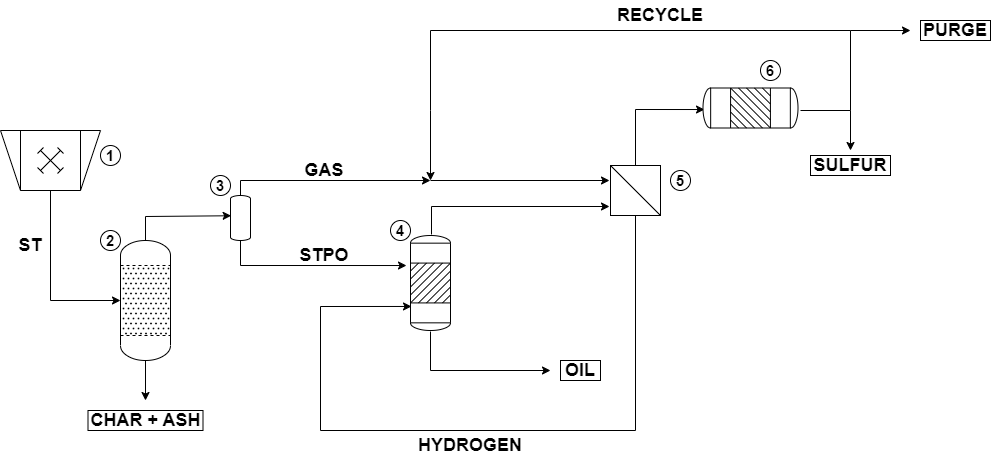 RECYCLE
PURGE
6
1
SULFUR
GAS
3
5
ST
2
4
STPO
OIL
CHAR + ASH
HYDROGEN